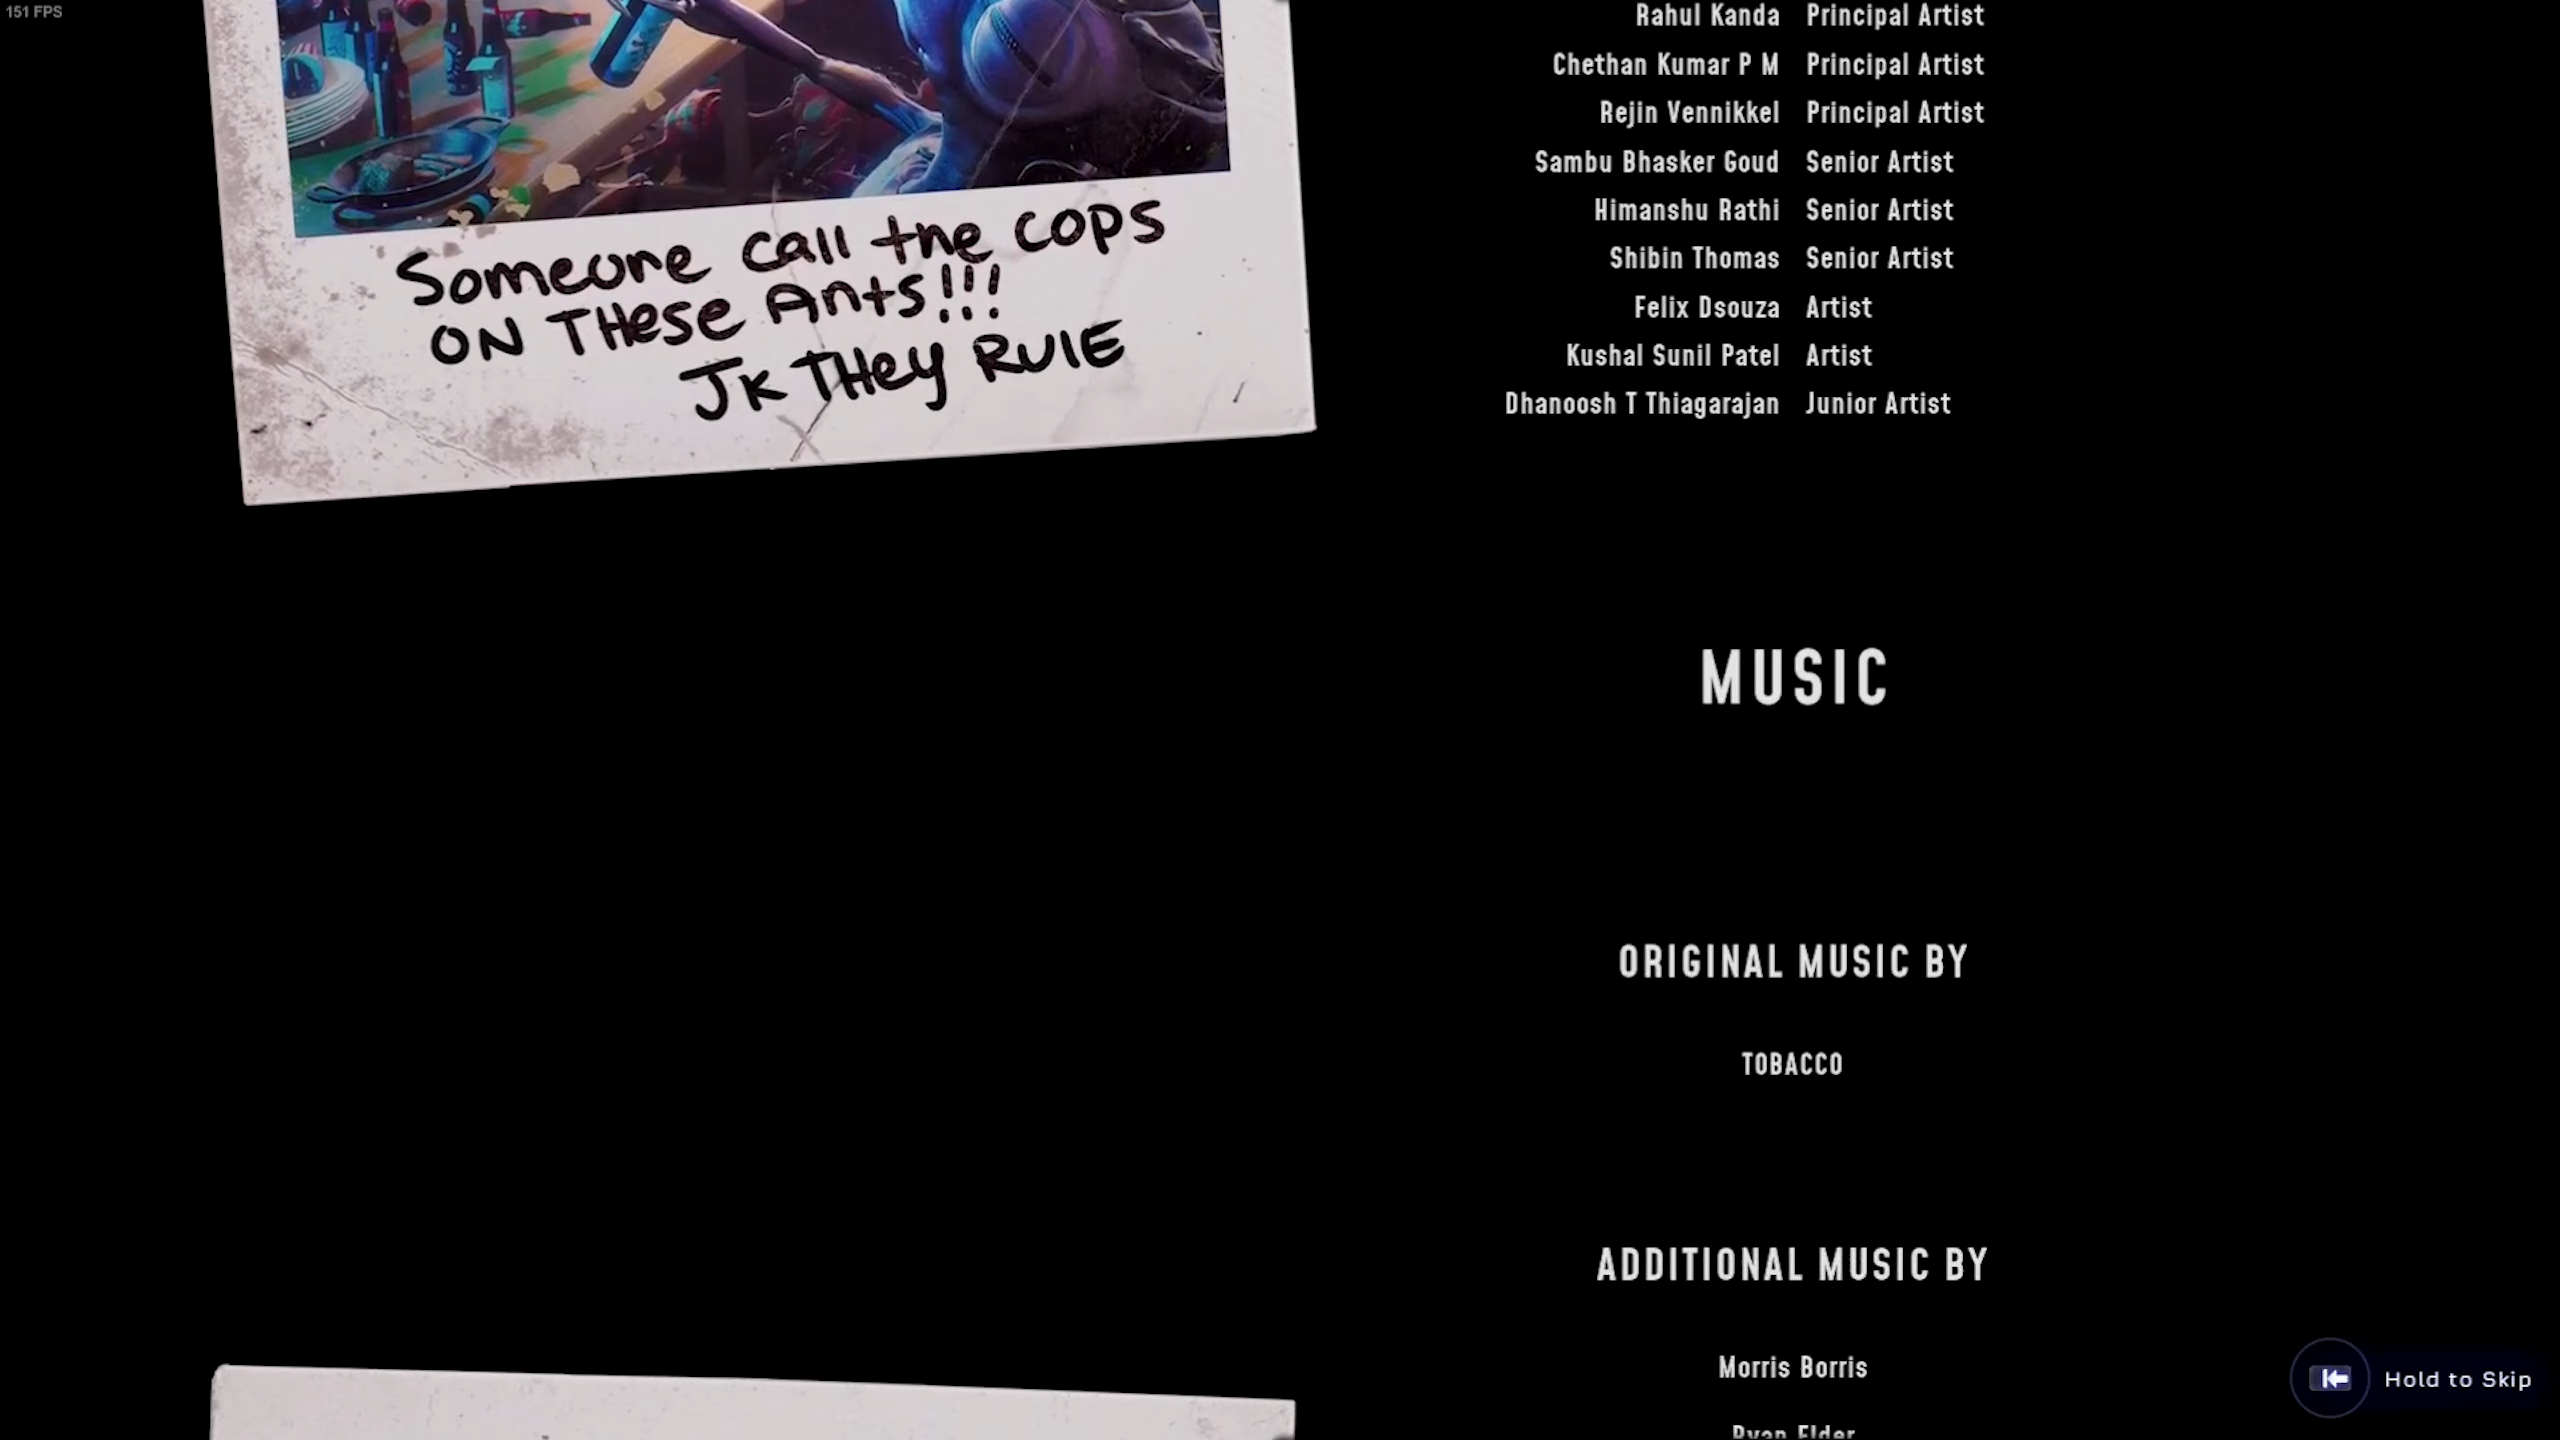 151 FPS
Someone call the cops
ON THese Ants!!!
JK THey RUlE
Rahul Kanda Principal Artist
Chethan Kumar P M Principal Artist
Rejin Vennikkel Principal Artist
Sambu Bhasker Goud Senior Artist
Himanshu Rathi Senior Artist
Shibin Thomas Senior Artist
Felix Dsouza Artist
Kushal Sunil Patel Artist
Dhanoosh T Thiagarajan Junior Artist
MUSIC
ORIGINAL MUSIC BY
TOBACCO
ADDITIONAL MUSIC BY
Morris Borris
Hold to Skip
Ryan Elder